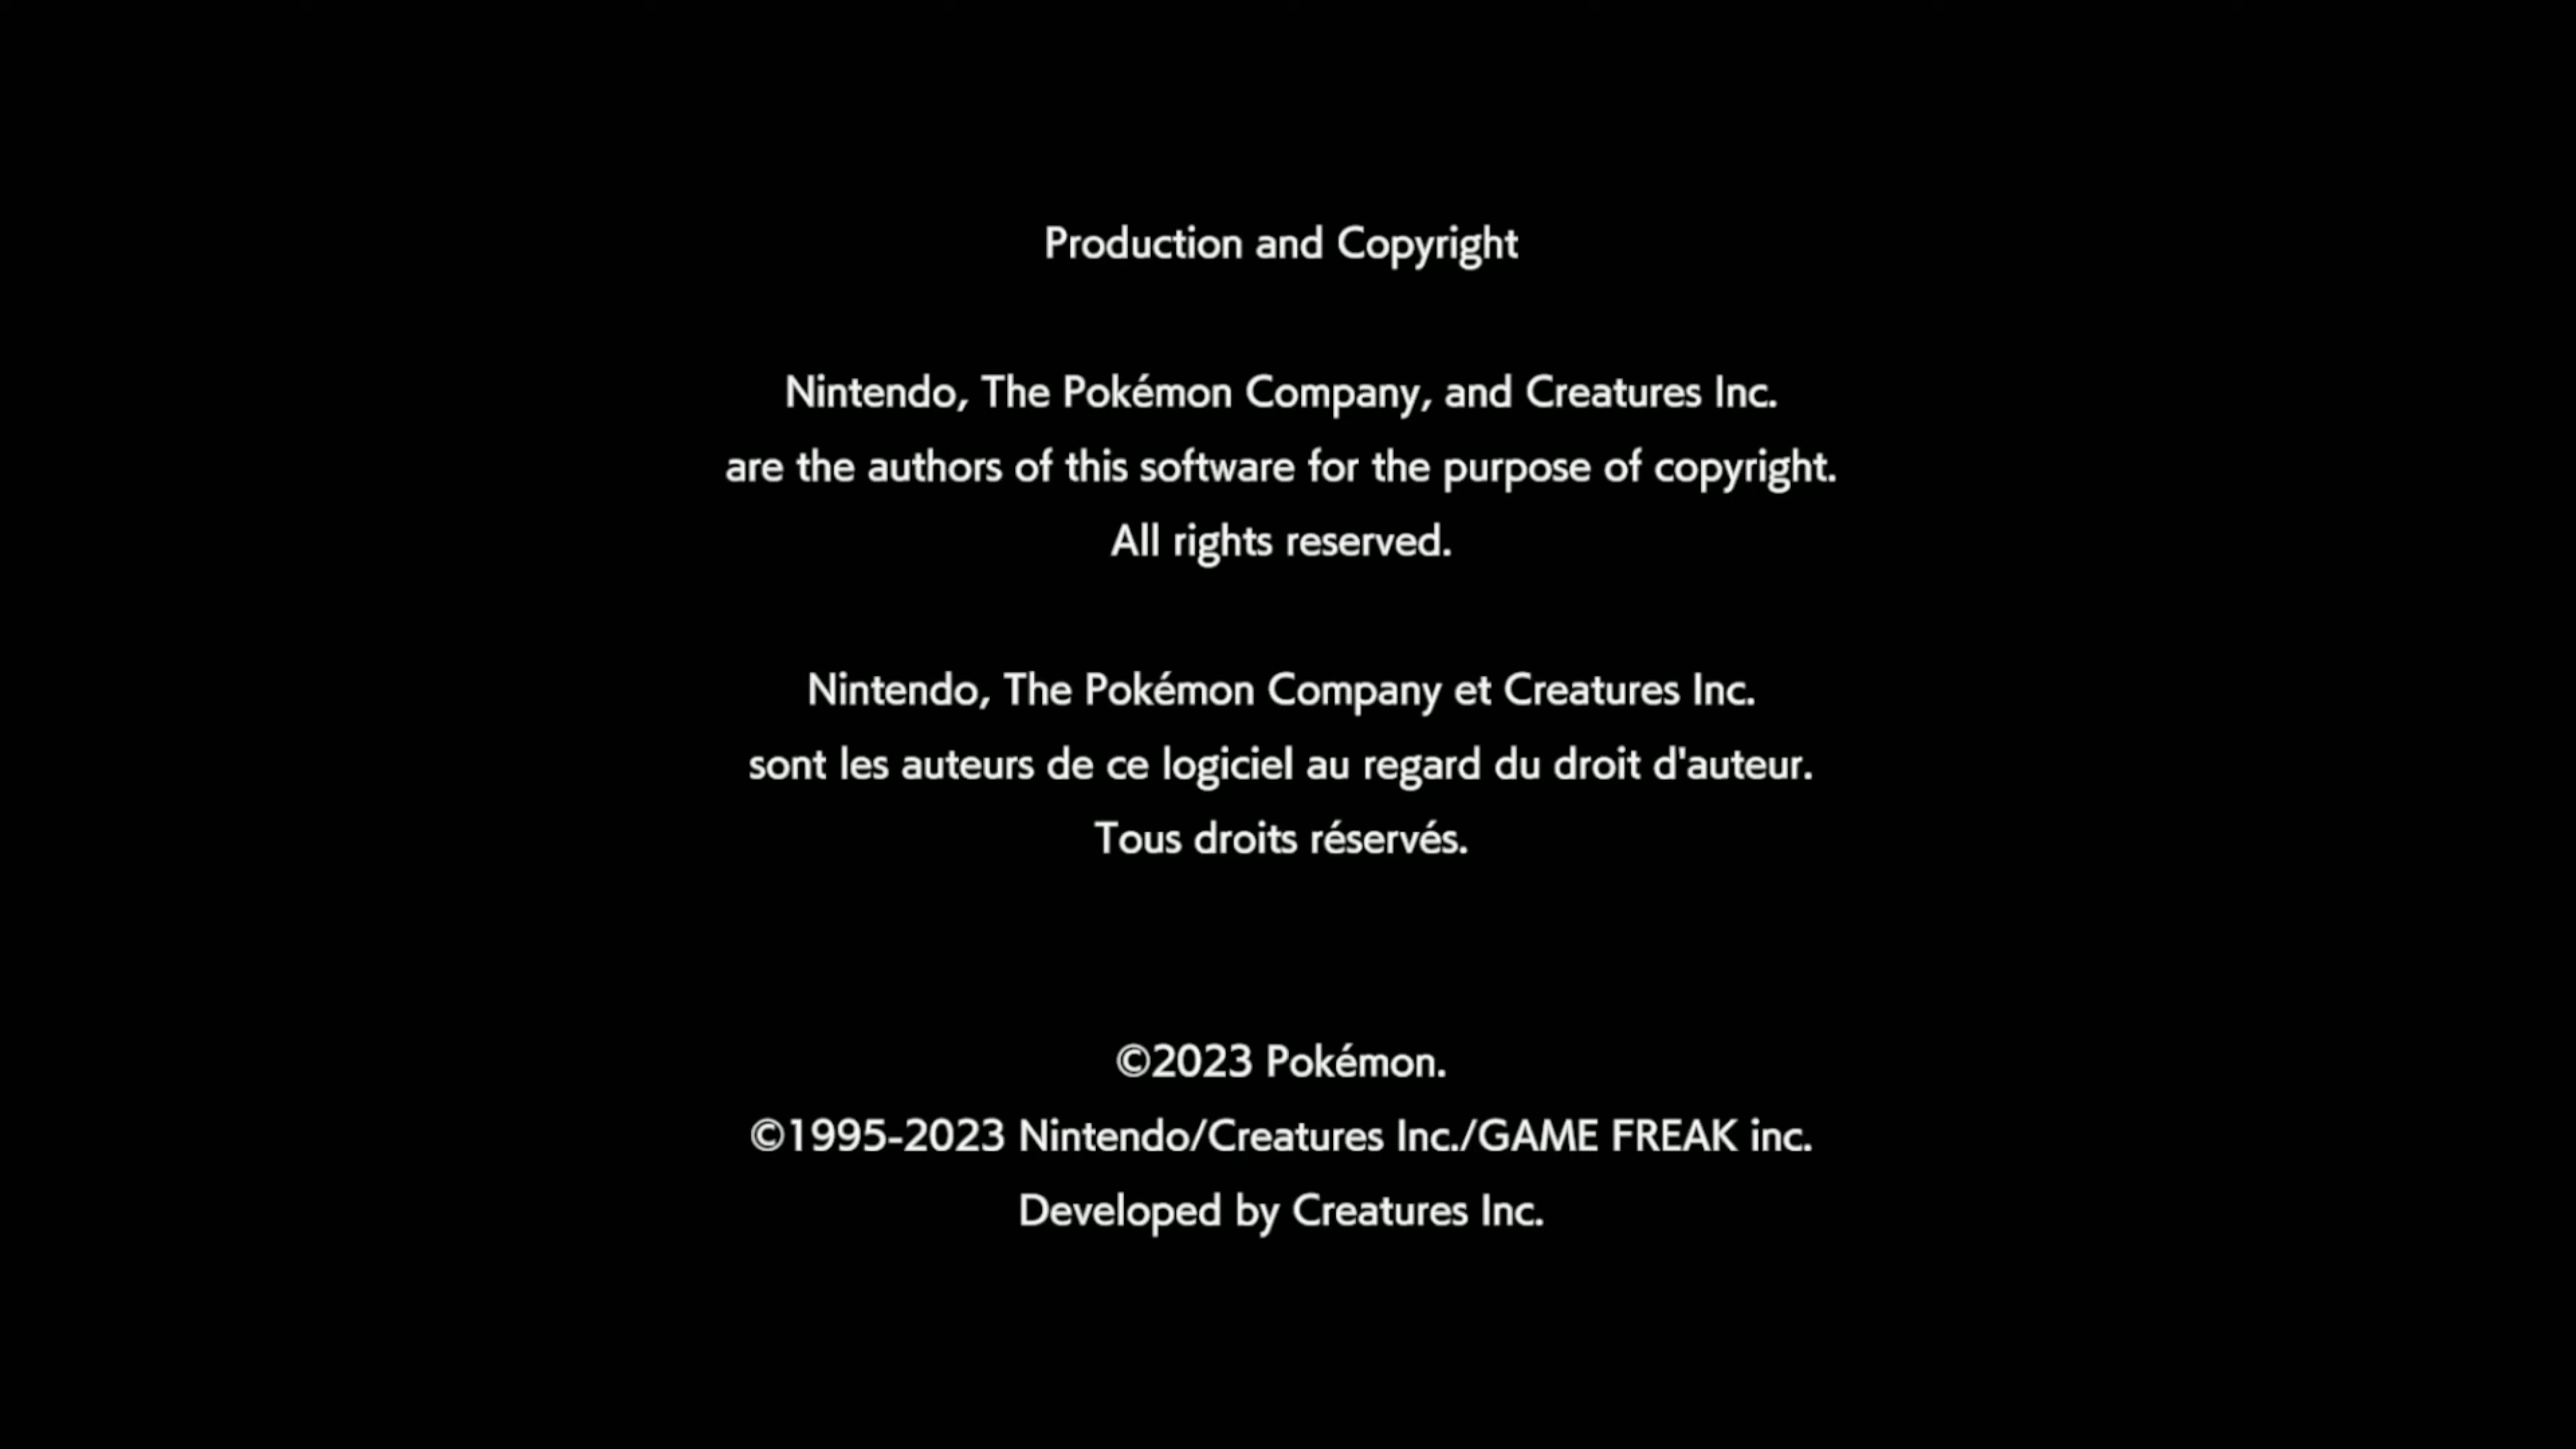 Production and Copyright
Nintendo, The Pokémon Company, and Creatures Inc.
are the authors of this software for the purpose of copyright.
All rights reserved.
Nintendo, The Pokémon Company et Creatures Inc.
sont les auteurs de ce logiciel au regard du droit d'auteur.
Tous droits réservés.
©2023 Pokémon.
©1995-2023 Nintendo/Creatures Inc./GAME FREAK inc.
Developed by Creatures Inc.